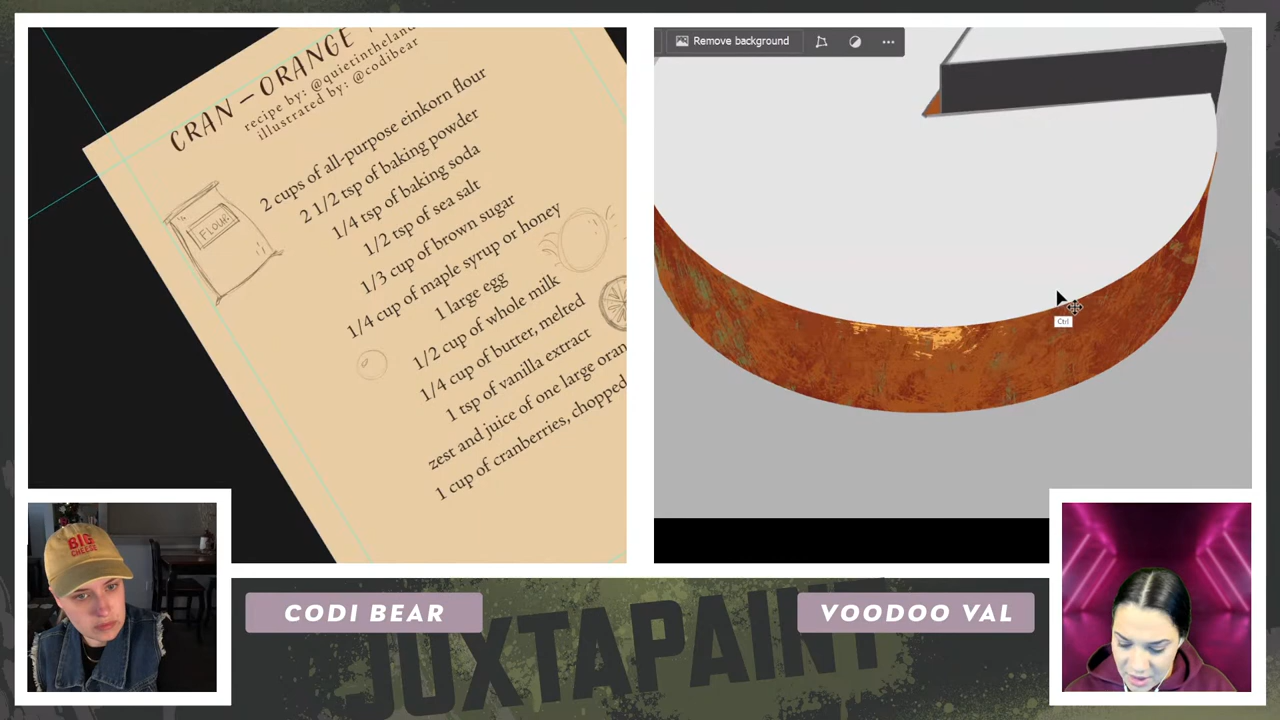 CRAN-ORANGE
recipe by: @quietinthelan
illustrated by: @codibear
2 cups of all-purpose einkorn flour
2 1/2 tsp of baking powder
1/4 tsp of baking soda
1/2 tsp of sea salt
1/3 cup of brown sugar
1/4 cup of maple syrup or honey
1 large egg
1/2 cup of whole milk
1/4 cup of butter, melted
1 tsp of vanilla extract
zest and juice of one large oran
1 cup of cranberries, chopped
FLOUR
Remove background
Ctrl
BIG
CHEESE
CODI BEAR
JUXTAPAINT
VOODOO VAL